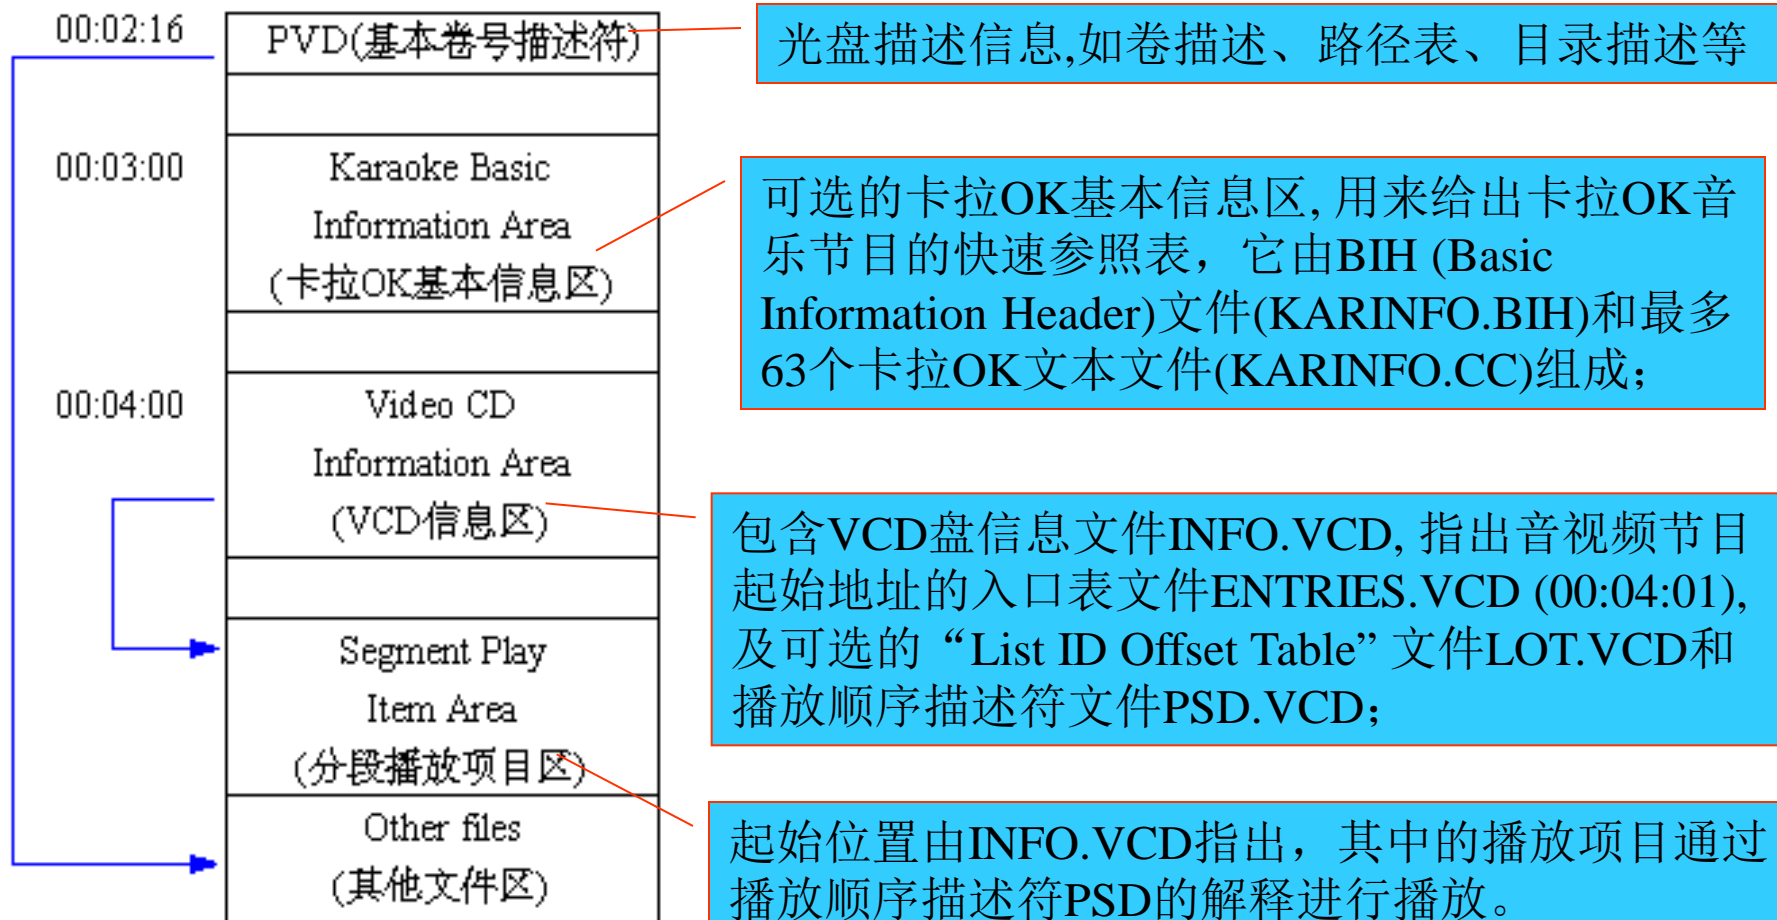 00:02:16
PVD(基本卷号描述符)
光盘描述信息,如卷描述、路径表、目录描述等
00:03:00
Karaoke Basic
Information Area
(卡拉OK基本信息区)
可选的卡拉OK基本信息区, 用来给出卡拉OK音
乐节目的快速参照表，它由BIH (Basic
Information Header)文件(KARINFO.BIH)和最多
63个卡拉OK文本文件(KARINFO.CC)组成；
00:04:00
Video CD
Information Area
(VCD信息区)
包含VCD盘信息文件INFO.VCD, 指出音视频节目
起始地址的入口表文件ENTRIES.VCD (00:04:01),
及可选的“List ID Offset Table” 文件LOT.VCD和
播放顺序描述符文件PSD.VCD；
Segment Play
Item Area
(分段播放项目区)
起始位置由INFO.VCD指出，其中的播放项目通过
播放顺序描述符PSD的解释进行播放。
Other files
(其他文件区)